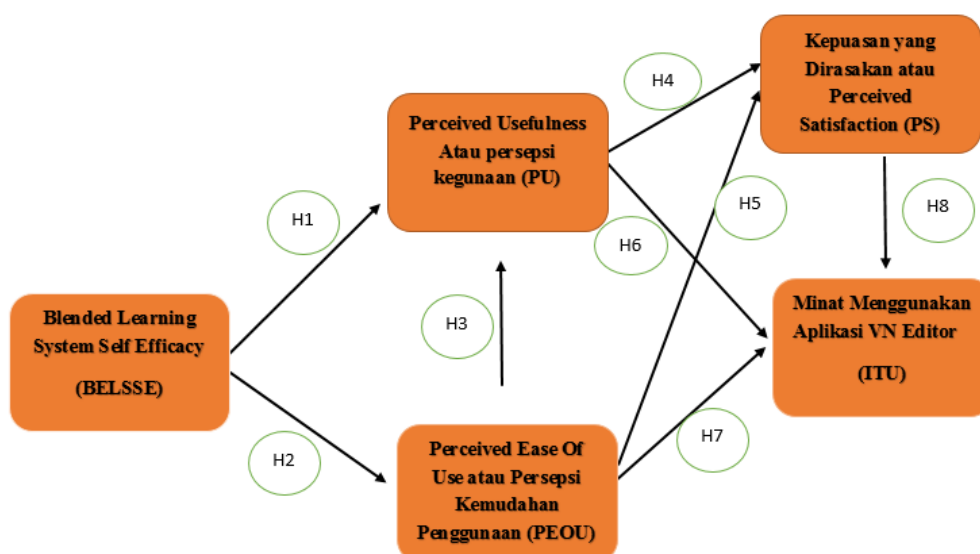 Kepuasan yang
Dirasakan atau
Perceived
Satisfaction (PS)
H4
Perceived Usefulness
Atau persepsi
kegunaan (PU)
H5
H8
H1
H6
Blended Learning
System Self Efficacy
(BELSSE)
H3
Minat Menggunakan
Aplikasi VN Editor
(ITU)
H2
H7
Perceived Ease Of
Use atau Persepsi
Kemudahan
Penggunaan (PEOU)